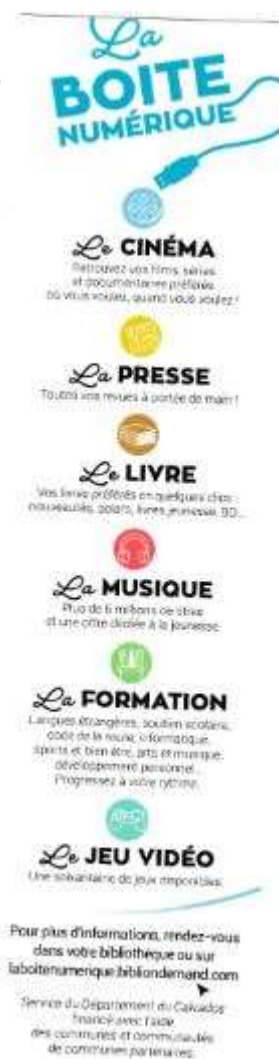 La
BOITE
NUMÉRIQUE
Le CINÉMA
Retrouvez vos films, séries
et documentaires préférés
où vous voulez, quand vous voulez !
La PRESSE
Toutes vos revues à portée de main !
Le LIVRE
Vos livres préférés en quelques clics :
nouveautés, polars, livres jeunesse, BD...
La MUSIQUE
Plus de 6 millions de titres
et une offre dédiée à la jeunesse
La FORMATION
Langues étrangères, soutien scolaire,
code de la route, informatique,
sports et bien être, arts et musique,
développement personnel...
Progressez à votre rythme.
Le JEU VIDÉO
Une soixantaine de jeux disponibles
Pour plus d'informations, rendez-vous
dans votre bibliothèque ou sur
laboitenumerique.bibliondemand.com
Service du Département du Calvados
financé avec l'aide
des communes et communautés
de communes partenaires.